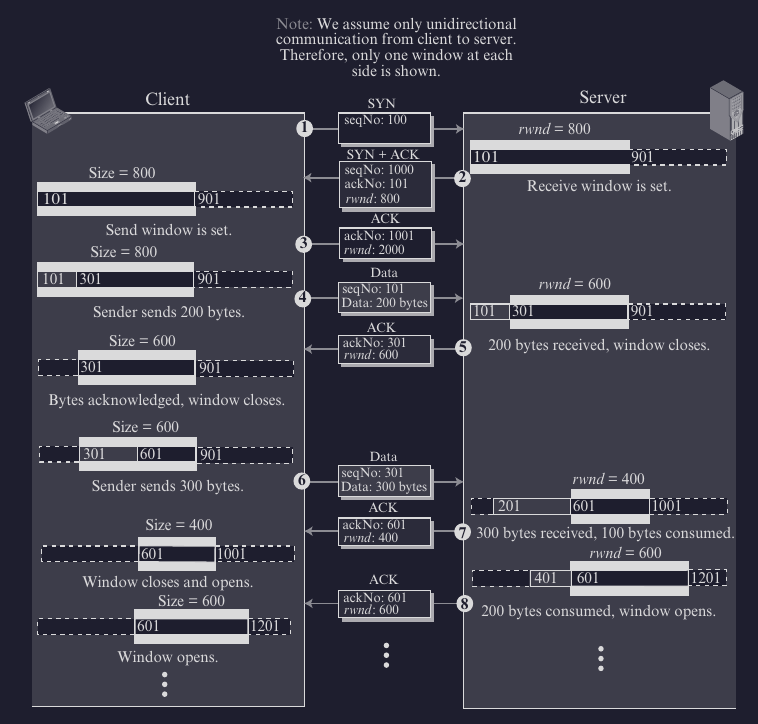 Note: We assume only unidirectional
communication from client to server.
Therefore, only one window at each
side is shown.
Client
Server
SYN
seqNo: 100
1
rwnd = 800
101
901
Receive window is set.
SYN + ACK
seqNo: 1000
ackNo: 101
rwnd: 800
2
Size = 800
101
901
Send window is set.
ACK
ackNo: 1001
rwnd: 2000
3
Size = 800
101
301
901
Sender sends 200 bytes.
Data
seqNo: 101
Data: 200 bytes
4
rwnd = 600
101
301
901
200 bytes received, window closes.
ACK
ackNo: 301
rwnd: 600
5
Size = 600
301
901
Bytes acknowledged, window closes.
Size = 600
301
601
901
Sender sends 300 bytes.
Data
seqNo: 301
Data: 300 bytes
6
rwnd = 400
201
601
1001
300 bytes received, 100 bytes consumed.
ACK
ackNo: 601
rwnd: 400
7
Size = 400
601
1001
Window closes and opens.
rwnd = 600
401
601
1201
200 bytes consumed, window opens.
ACK
ackNo: 601
rwnd: 600
8
Size = 600
601
1201
Window opens.